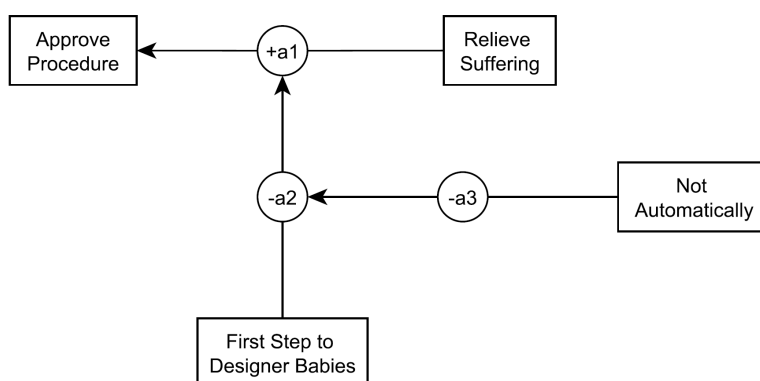 Approve
Procedure
+a1
Relieve
Suffering
-a2
-a3
Not
Automatically
First Step to
Designer Babies